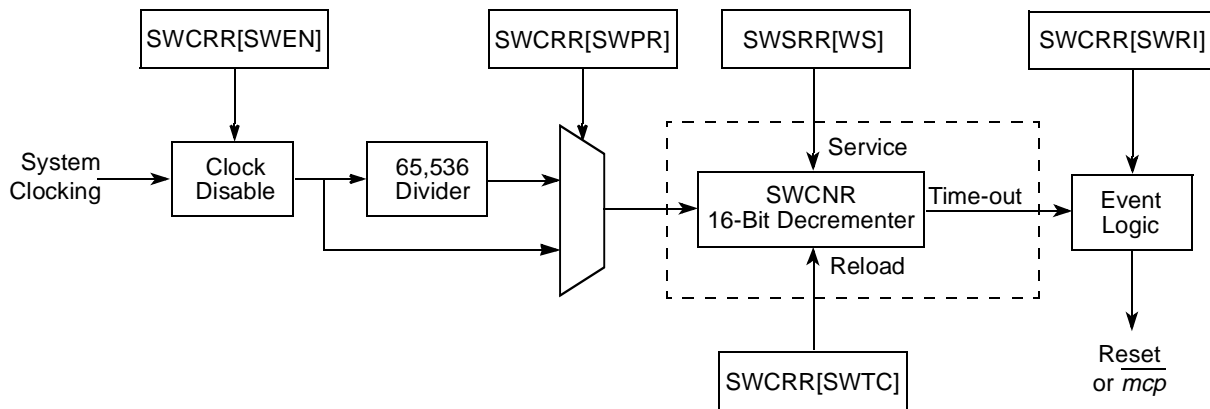 SWCRR[SWEN]
SWCRR[SWPR]
SWSRR[WS]
SWCRR[SWRI]
System
Clocking
Clock
Disable
65,536
Divider
Service
SWCNR
16-Bit Decrementer
Reload
Time-out
Event
Logic
SWCRR[SWTC]
Reset
or mcp